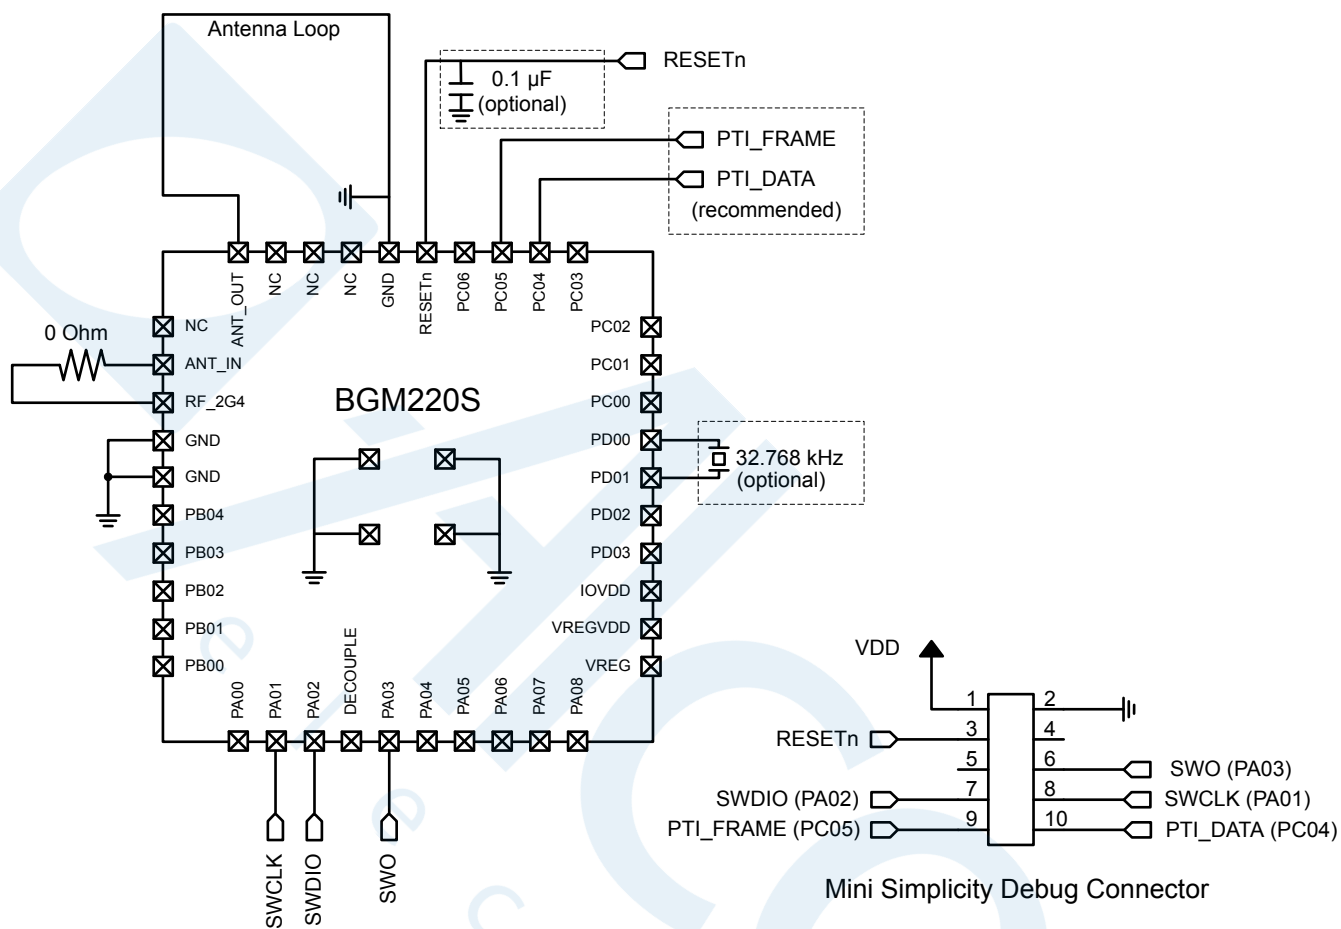 Antenna Loop
RESETn
0.1 µF
(optional)
PTI_FRAME
PTI_DATA
(recommended)
ANT_OUT
NC
NC
NC
GND
RESETn
PC06
PC05
PC04
PC03
0 Ohm
NC
ANT_IN
RF_2G4
GND
GND
PB04
PB03
PB02
PB01
PB00
BGM220S
PC02
PC01
PC00
PD00
PD01
PD02
PD03
IOVDD
VREGVDD
VREG
32.768 kHz
(optional)
PA00
PA01
PA02
DECOUPLE
PA03
PA04
PA05
PA06
PA07
PA08
SWCLK
SWDIO
SWO
VDD
1
2
RESETn
3
4
5
6
SWO (PA03)
SWDIO (PA02)
7
8
SWCLK (PA01)
PTI_FRAME (PC05)
9
10
PTI_DATA (PC04)
Mini Simplicity Debug Connector